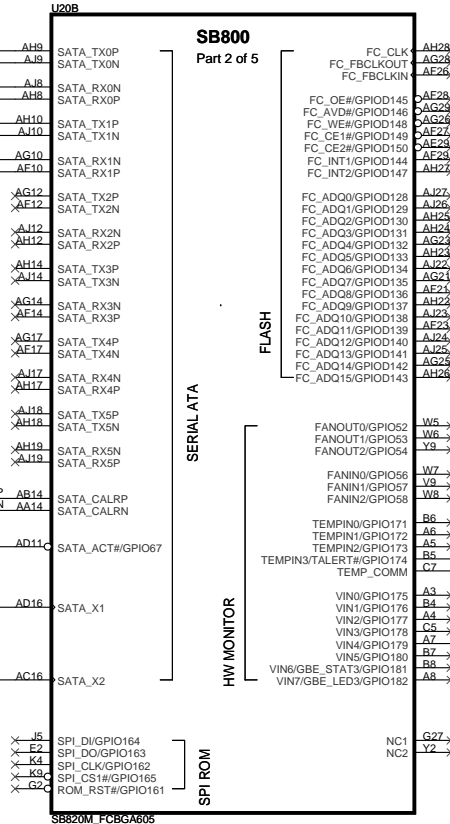 U20B
SB800
Part 2 of 5
AH9 SATA_TX0P
AJ9 SATA_TX0N
AJ8 SATA_RX0N
AH8 SATA_RX0P
AH10 SATA_TX1P
AJ10 SATA_TX1N
AG10 SATA_RX1N
AF10 SATA_RX1P
AG12 SATA_TX2P
AF12 SATA_TX2N
AJ12 SATA_RX2N
AH12 SATA_RX2P
AH14 SATA_TX3P
AJ14 SATA_TX3N
AG14 SATA_RX3N
AF14 SATA_RX3P
AG17 SATA_TX4P
AF17 SATA_TX4N
AJ17 SATA_RX4N
AH17 SATA_RX4P
AJ18 SATA_TX5P
AH18 SATA_TX5N
AH19 SATA_RX5N
AJ19 SATA_RX5P
AB14 SATA_CALRP
AA14 SATA_CALRN
AD11 SATA_ACT#/GPIO67
AD16 SATA_X1
AC16 SATA_X2
J5 SPI_DI/GPIO164
E2 SPI_DO/GPIO163
K4 SPI_CLK/GPIO162
K9 SPI_CS1#/GPIO165
G2 ROM_RST#/GPIO161
SERIAL ATA
SPI ROM
FLASH
HW MONITOR
FC_CLK AH28
FC_FBCLKOUT AG28
FC_FBCLKIN AF26
FC_OE#/GPIOD145 AF28
FC_AVD#/GPIOD146 AG29
FC_WE#/GPIOD148 AG26
FC_CE1#/GPIOD149 AF27
FC_CE2#/GPIOD150 AE29
FC_INT1/GPIOD144 AF29
FC_INT2/GPIOD147 AH27
FC_ADQ0/GPIOD128 AJ27
FC_ADQ1/GPIOD129 AJ26
FC_ADQ2/GPIOD130 AH25
FC_ADQ3/GPIOD131 AH24
FC_ADQ4/GPIOD132 AG23
FC_ADQ5/GPIOD133 AH23
FC_ADQ6/GPIOD134 AJ22
FC_ADQ7/GPIOD135 AG21
FC_ADQ8/GPIOD136 AF21
FC_ADQ9/GPIOD137 AH22
FC_ADQ10/GPIOD138 AJ23
FC_ADQ11/GPIOD139 AF23
FC_ADQ12/GPIOD140 AJ24
FC_ADQ13/GPIOD141 AJ25
FC_ADQ14/GPIOD142 AG25
FC_ADQ15/GPIOD143 AH26
FANOUT0/GPIO52 W5
FANOUT1/GPIO53 W6
FANOUT2/GPIO54 Y9
FANIN0/GPIO56 W7
FANIN1/GPIO57 V9
FANIN2/GPIO58 W8
TEMPIN0/GPIO171 B6
TEMPIN1/GPIO172 A6
TEMPIN2/GPIO173 A5
TEMPIN3/TALERT#/GPIO174 B5
TEMP_COMM C7
VIN0/GPIO175 A3
VIN1/GPIO176 B4
VIN2/GPIO177 A4
VIN3/GPIO178 C5
VIN4/GPIO179 A7
VIN5/GPIO180 B7
VIN6/GBE_STAT3/GPIO181 B8
VIN7/GBE_LED3/GPIO182 A8
NC1 G27
NC2 Y2
SB820M_FCBGA605